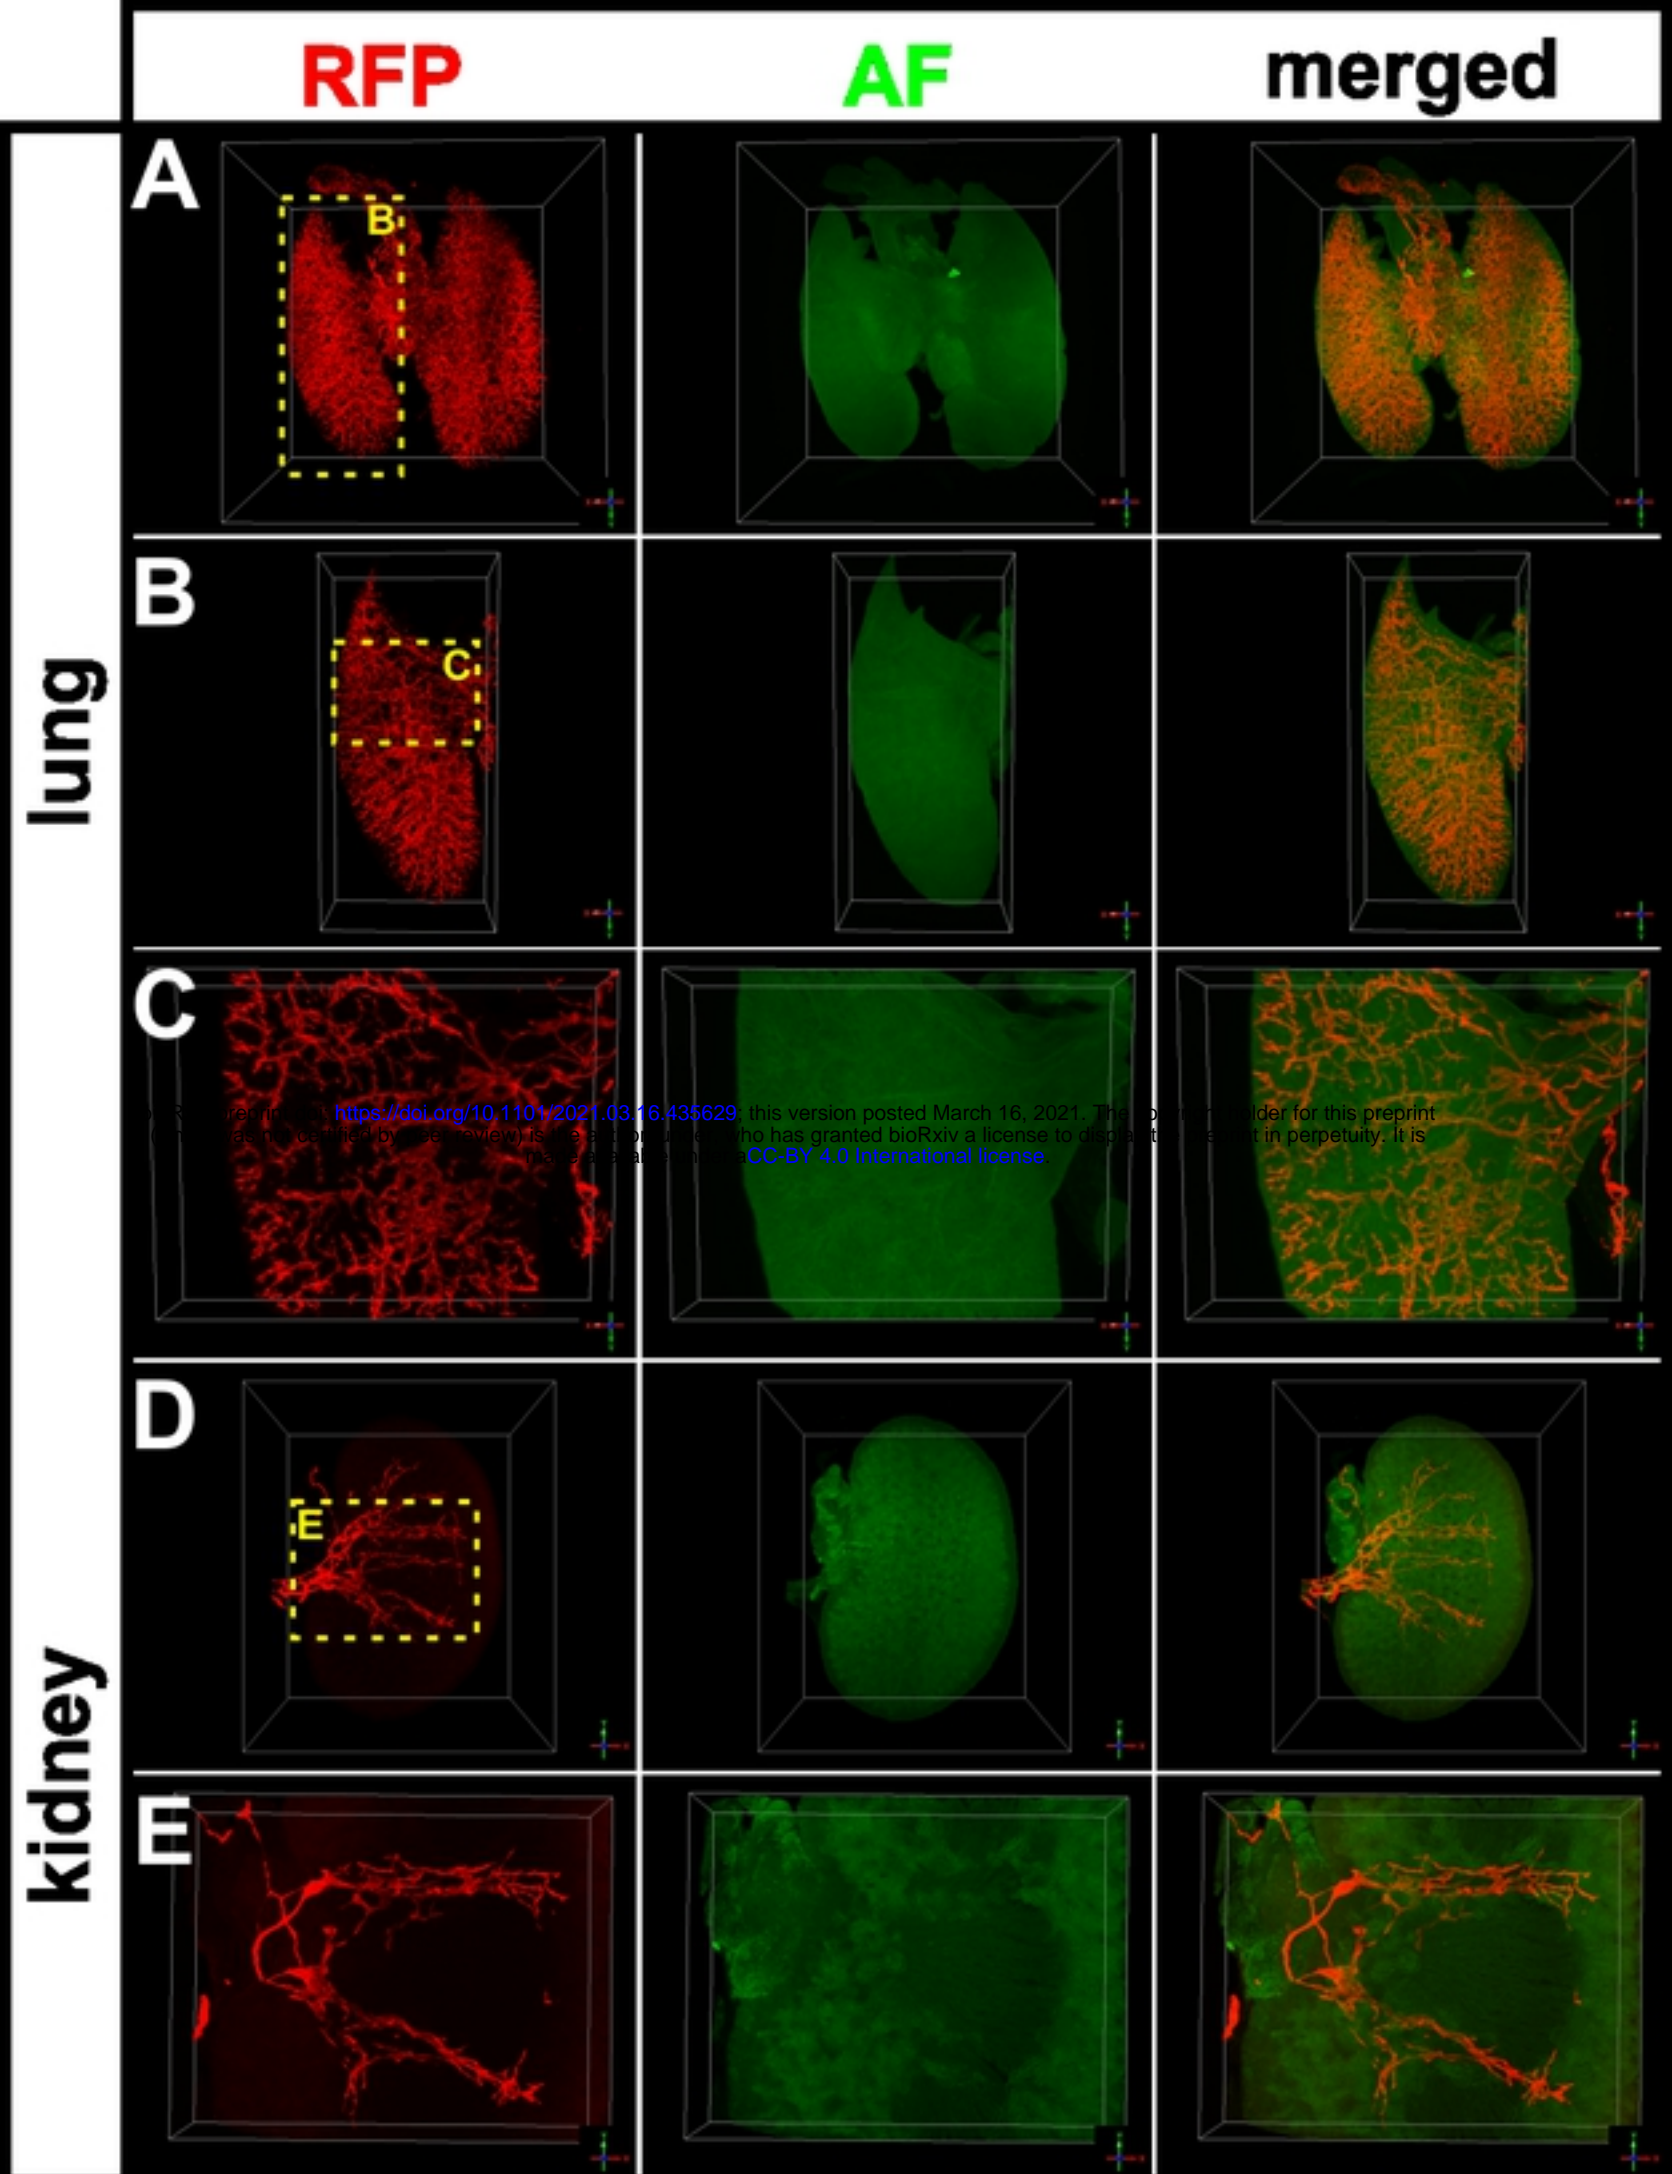 RFP AF merged
lung
A
B
B
C
C
https://doi.org/10.1101/2021.03.16.435629; this version posted March 16, 2021. The holder for this preprint
who has granted bioRxiv a license to in perpetuity. It is
CC-BY 4.0 International license.
kidney
D
E
E